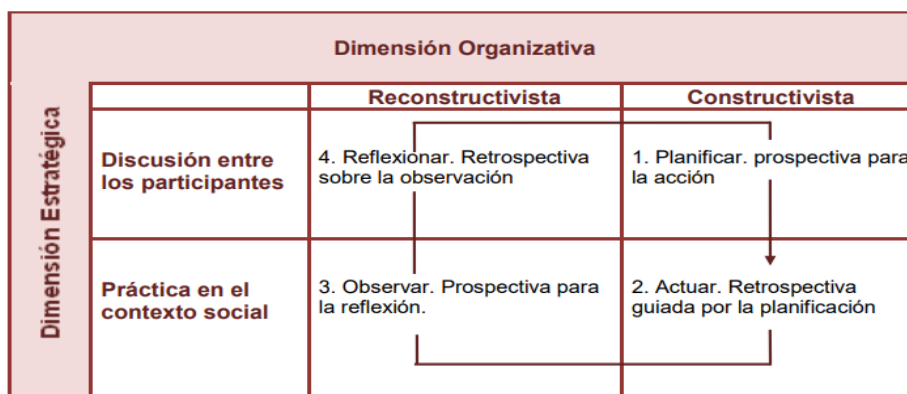 Dimensión Organizativa
Dimensión Estratégica
Reconstructivista
Constructivista
Discusión entre
los participantes
4. Reflexionar. Retrospectiva
sobre la observación
1. Planificar. prospectiva para
la acción
Práctica en el
contexto social
3. Observar. Prospectiva para
la reflexión.
2. Actuar. Retrospectiva
guiada por la planificación